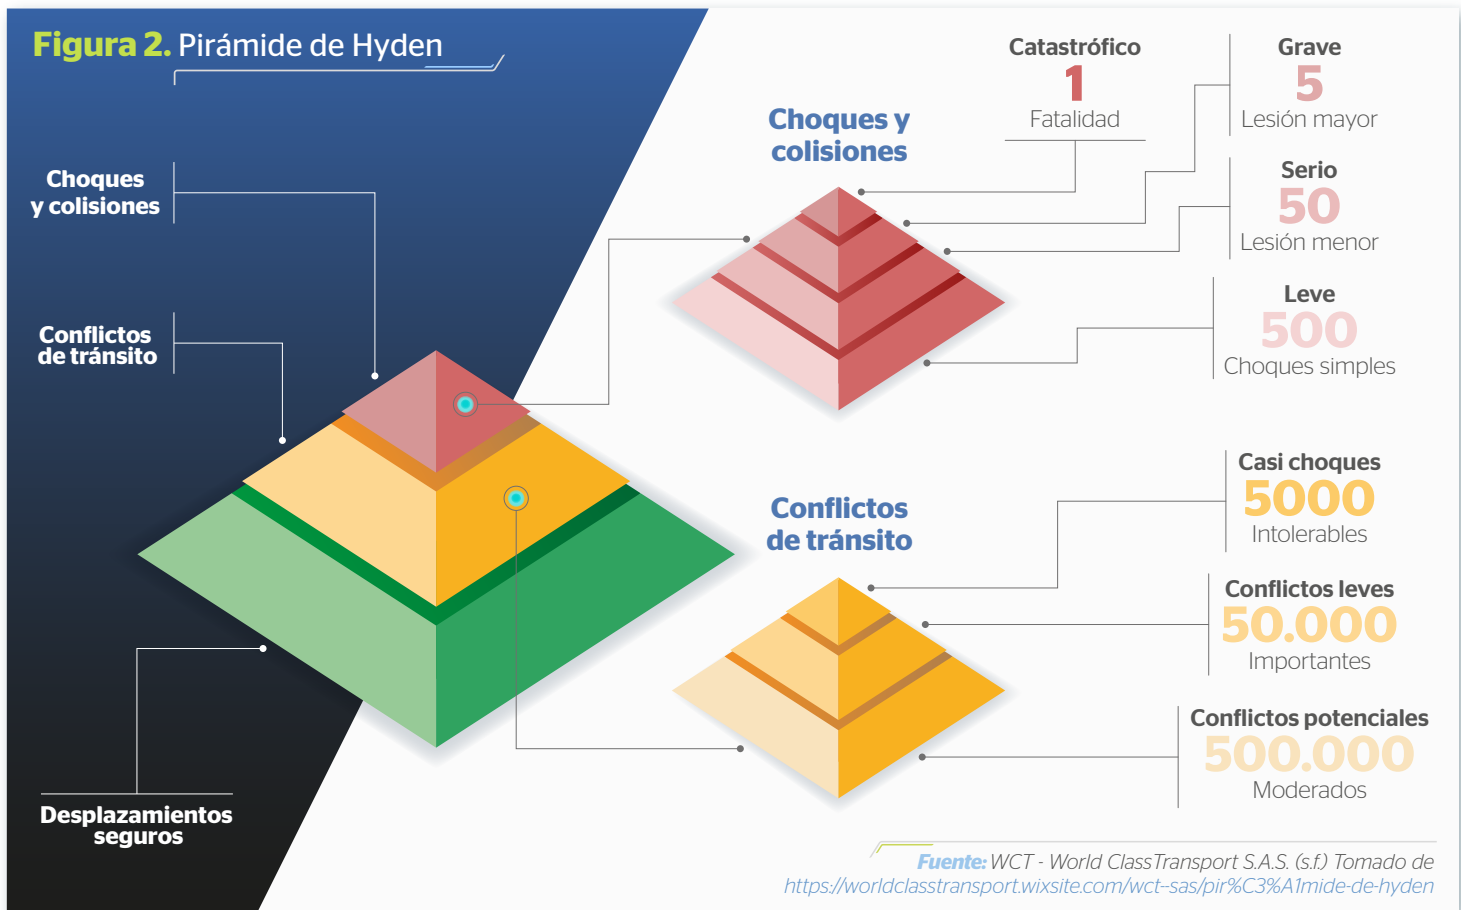 Figura 2. Pirámide de Hyden
Choques
y colisiones
Conflictos
de tránsito
Desplazamientos
seguros
Choques y
colisiones
Catastrófico
1
Fatalidad
Grave
5
Lesión mayor
Serio
50
Lesión menor
Leve
500
Choques simples
Conflictos
de tránsito
Casi choques
5000
Intolerables
Conflictos leves
50.000
Importantes
Conflictos potenciales
500.000
Moderados
Fuente: WCT - World ClassTransport S.A.S. (s.f.) Tomado de
https://worldclasstransport.wixsite.com/wct-sas/pir%C3%A1mide-de-hyden